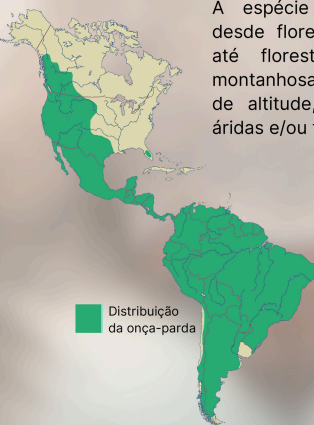 A espécie
desde flore
até florest
montanhosa
de altitude,
áridas e/ou
Distribuição
da onça-parda